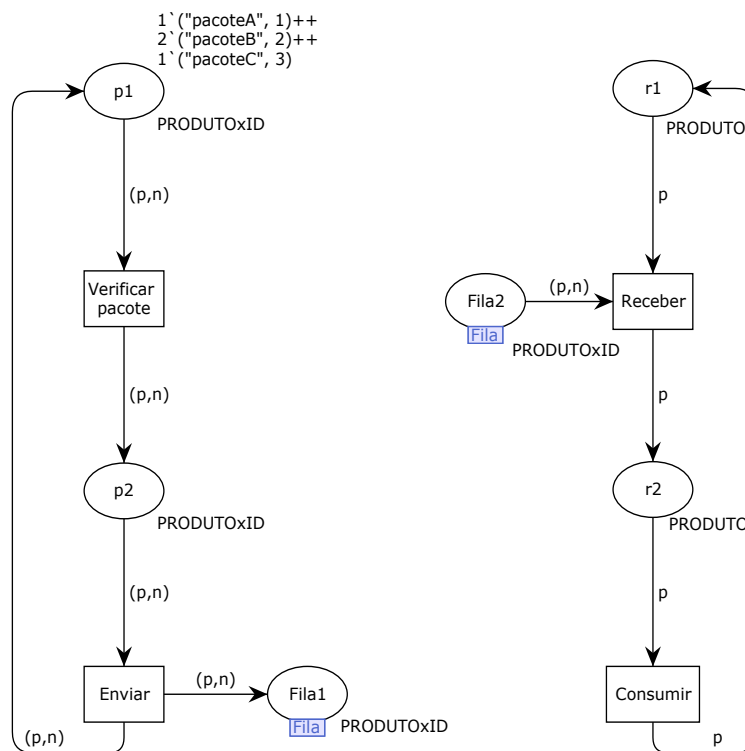 1`("pacoteA", 1)++
2`("pacoteB", 2)++
1`("pacoteC", 3)
p1
PRODUTOxID
(p,n)
Verificar
pacote
(p,n)
p2
PRODUTOxID
(p,n)
Enviar
(p,n)
Fila1
Fila
PRODUTOxID
(p,n)
r1
PRODUTO
p
Fila2
Fila
(p,n)
PRODUTOxID
Receber
p
r2
PRODUTO
p
Consumir
p